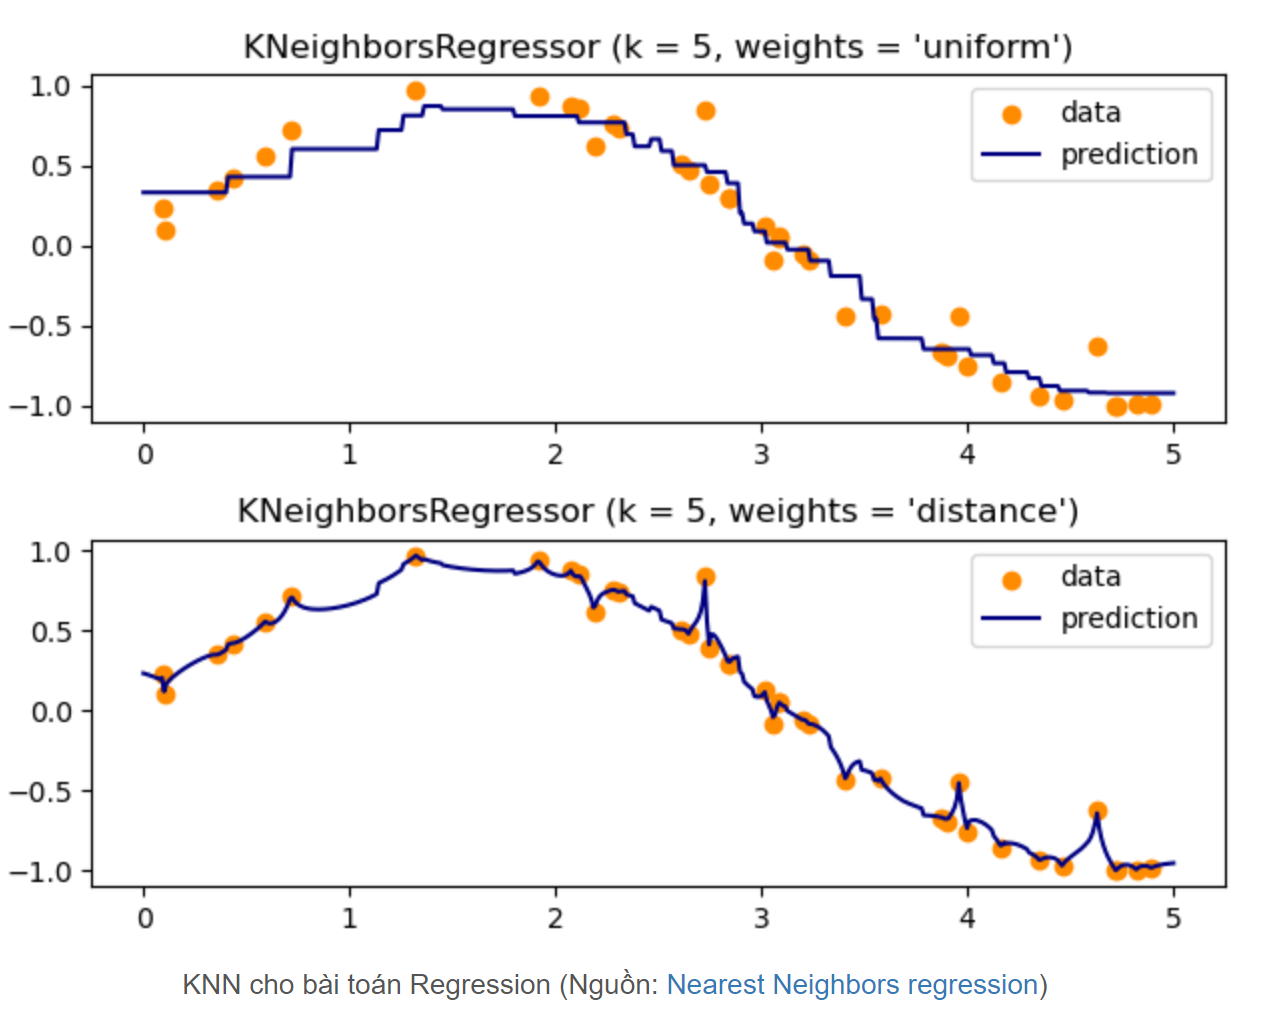 KNeighborsRegressor (k = 5, weights = 'uniform')
1.0
0.5
0.0
−0.5
−1.0
data
prediction
0 1 2 3 4 5
KNeighborsRegressor (k = 5, weights = 'distance')
1.0
0.5
0.0
−0.5
−1.0
data
prediction
0 1 2 3 4 5
KNN cho bài toán Regression (Nguồn: Nearest Neighbors regression)